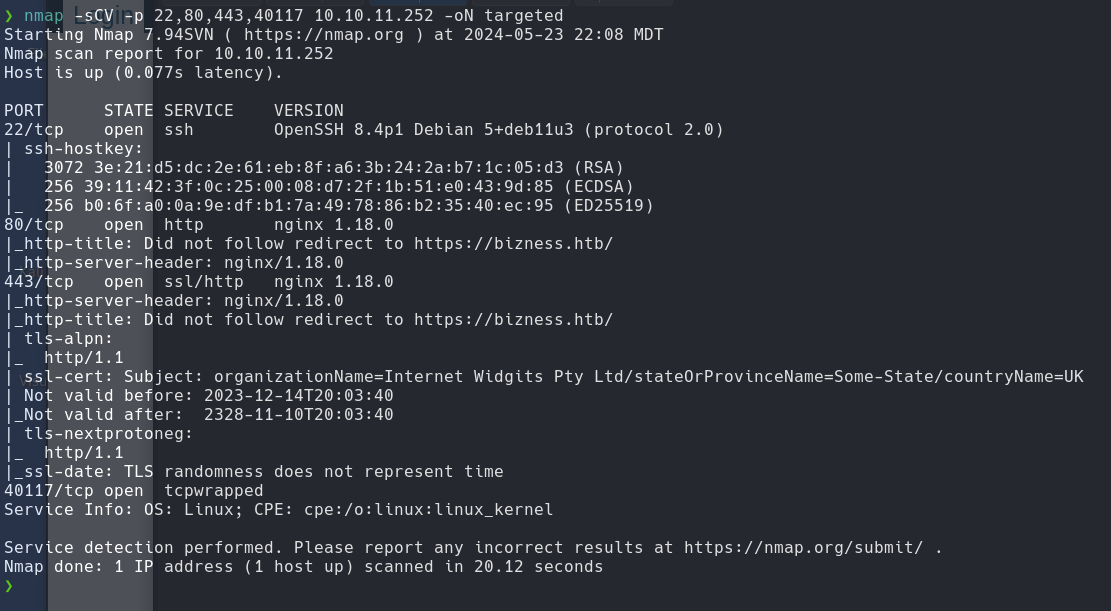 ❯ nmap -sCV -p 22,80,443,40117 10.10.11.252 -oN targeted
Starting Nmap 7.94SVN ( https://nmap.org ) at 2024-05-23 22:08 MDT
Nmap scan report for 10.10.11.252
Host is up (0.077s latency).

PORT      STATE SERVICE    VERSION
22/tcp    open  ssh        OpenSSH 8.4p1 Debian 5+deb11u3 (protocol 2.0)
| ssh-hostkey:
|   3072 3e:21:d5:dc:2e:61:eb:8f:a6:3b:24:2a:b7:1c:05:d3 (RSA)
|   256 39:11:42:3f:0c:25:00:08:d7:2f:1b:51:e0:43:9d:85 (ECDSA)
|_  256 b0:6f:a0:0a:9e:df:b1:7a:49:78:86:b2:35:40:ec:95 (ED25519)
80/tcp    open  http       nginx 1.18.0
|_http-title: Did not follow redirect to https://bizness.htb/
|_http-server-header: nginx/1.18.0
443/tcp   open  ssl/http   nginx 1.18.0
|_http-server-header: nginx/1.18.0
|_http-title: Did not follow redirect to https://bizness.htb/
| tls-alpn:
|_  http/1.1
| ssl-cert: Subject: organizationName=Internet Widgits Pty Ltd/stateOrProvinceName=Some-State/countryName=UK
| Not valid before: 2023-12-14T20:03:40
|_Not valid after:  2328-11-10T20:03:40
| tls-nextprotoneg:
|_  http/1.1
|_ssl-date: TLS randomness does not represent time
40117/tcp open  tcpwrapped
Service Info: OS: Linux; CPE: cpe:/o:linux:linux_kernel

Service detection performed. Please report any incorrect results at https://nmap.org/submit/ .
Nmap done: 1 IP address (1 host up) scanned in 20.12 seconds
❯